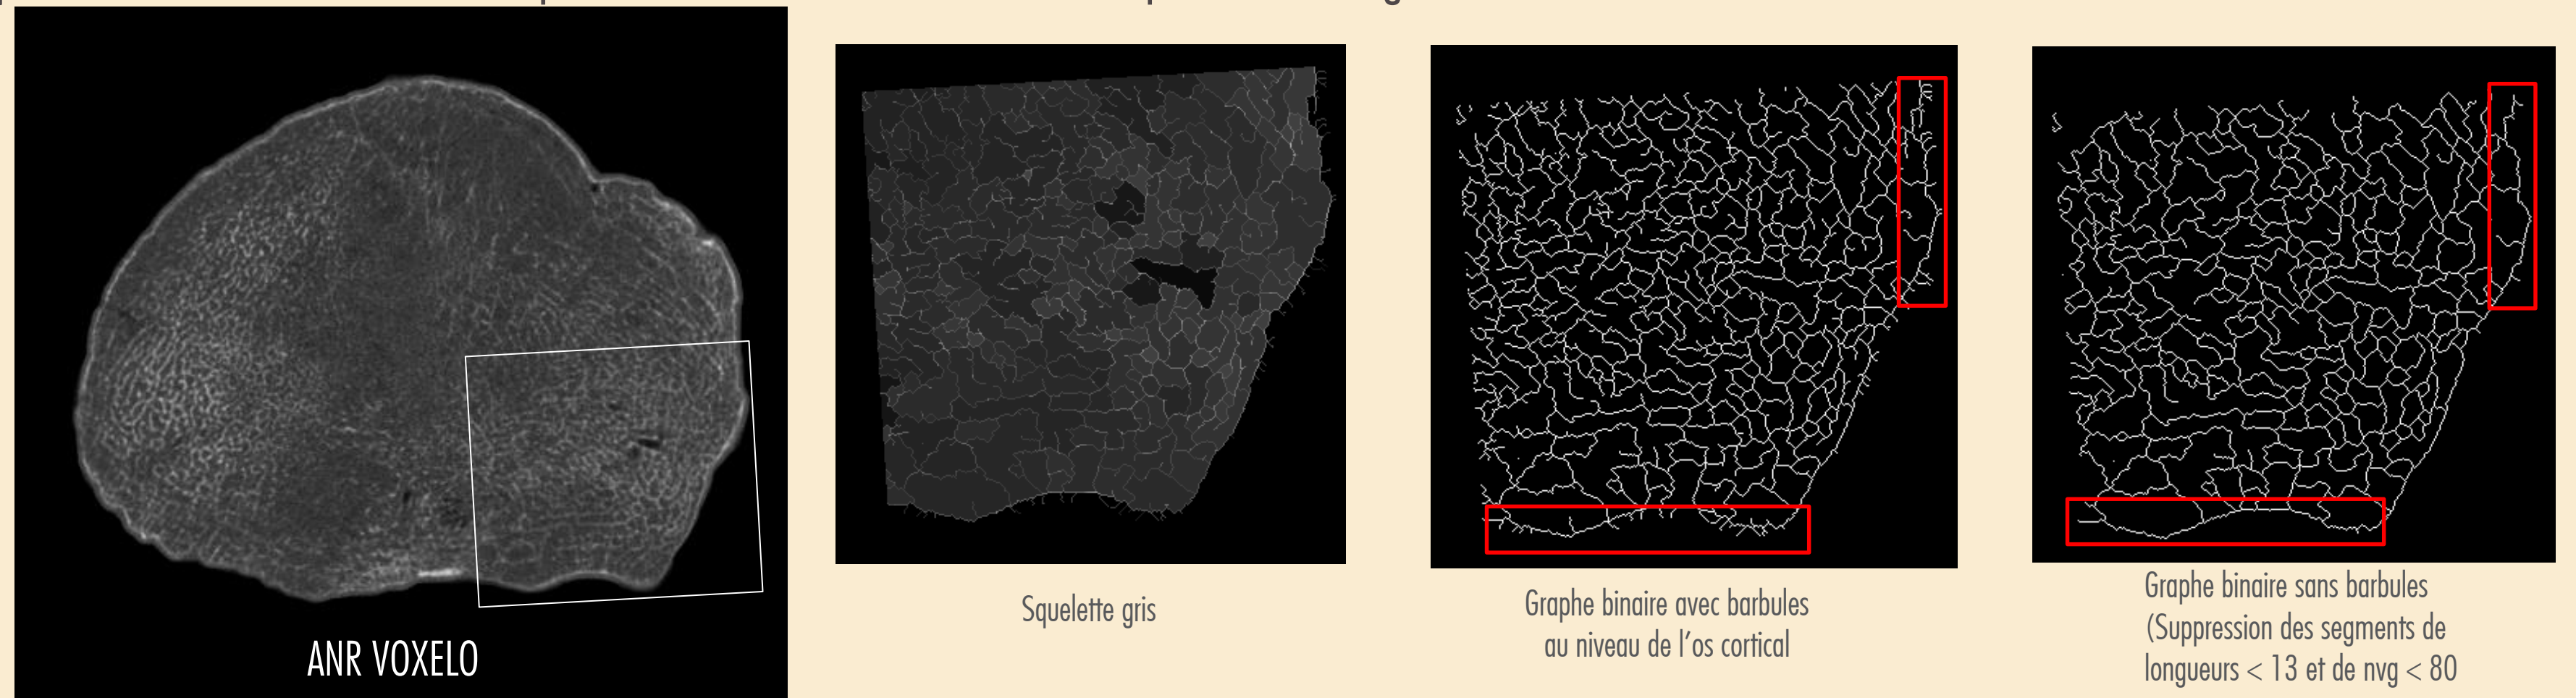 ANR VOXELO
Squelette gris
Graphe binaire avec barbules
au niveau de l'os cortical
Graphe binaire sans barbules
(Suppression des segments de
longueurs < 13 et de nvg < 80